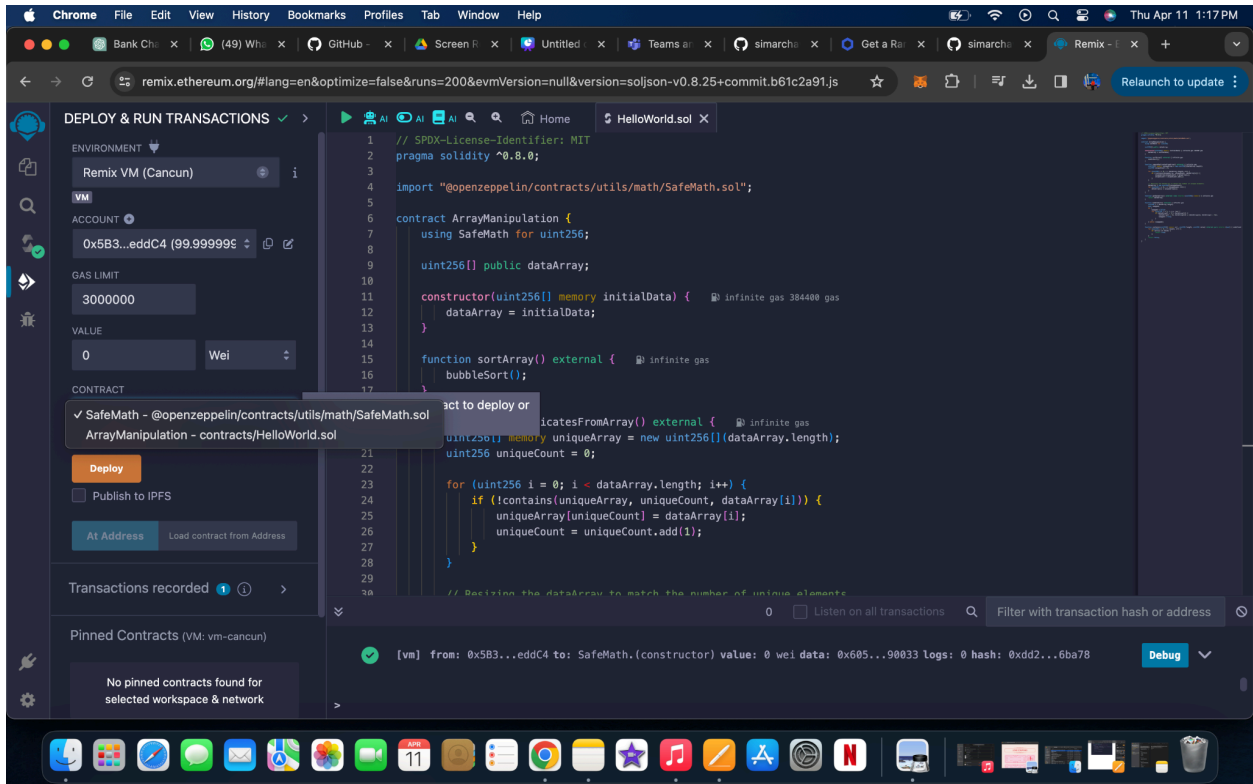 Chrome File Edit View History Bookmarks Profiles Tab Window Help
Thu Apr 11 1:17 PM
Bank Cha (49) Wha GitHub - Screen R Untitled Teams an simarcha Get a Ra simarcha Remix - E
remix.ethereum.org/#lang=en&optimize=false&runs=200&evmVersion=null&version=soljson-v0.8.25+commit.b61c2a91.js
Relaunch to update
DEPLOY & RUN TRANSACTIONS
ENVIRONMENT
Remix VM (Cancun)
VM
ACCOUNT
0x5B3...eddC4 (99.999999
GAS LIMIT
3000000
VALUE
0
Wei
CONTRACT
✓ SafeMath - @openzeppelin/contracts/utils/math/SafeMath.sol
ArrayManipulation - contracts/HelloWorld.sol
Deploy
Publish to IPFS
At Address
Load contract from Address
Transactions recorded 1
Pinned Contracts (VM: vm-cancun)
No pinned contracts found for
selected workspace & network
AI AI AI Home HelloWorld.sol
1 // SPDX-License-Identifier: MIT
2 pragma solidity ^0.8.0;
3
4 import "@openzeppelin/contracts/utils/math/SafeMath.sol";
5
6 contract ArrayManipulation {
7 using SafeMath for uint256;
8
9 uint256[] public dataArray;
10
11 constructor(uint256[] memory initialData) { infinite gas 384400 gas
12 dataArray = initialData;
13 }
14
15 function sortArray() external { infinite gas
16 bubbleSort();
17 }
act to deploy or
icatesFromArray() external { infinite gas
uint256[] memory uniqueArray = new uint256[](dataArray.length);
21 uint256 uniqueCount = 0;
22
23 for (uint256 i = 0; i < dataArray.length; i++) {
24 if (!contains(uniqueArray, uniqueCount, dataArray[i])) {
25 uniqueArray[uniqueCount] = dataArray[i];
26 uniqueCount = uniqueCount.add(1);
27 }
28 }
29
30 // Resizing the dataArray to match the number of unique elements
0 Listen on all transactions Filter with transaction hash or address
[vm] from: 0x5B3...eddC4 to: SafeMath.(constructor) value: 0 wei data: 0x605...90033 logs: 0 hash: 0xdd2...6ba78
Debug
>
APR
11